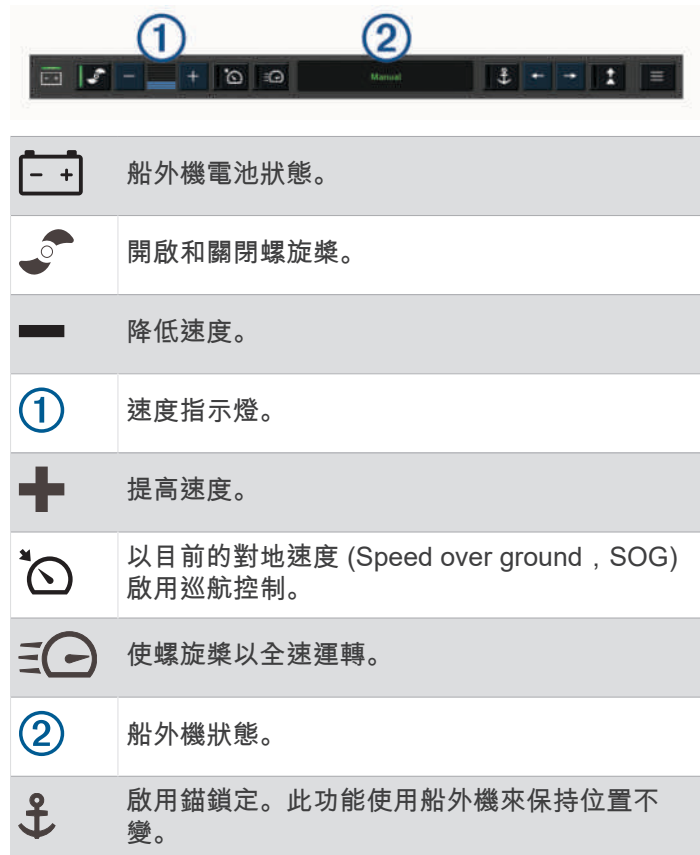 ① ②
Manual
船外機電池狀態。
開啟和關閉螺旋槳。
降低速度。
① 速度指示燈。
提高速度。
以目前的對地速度 (Speed over ground，SOG)
啟用巡航控制。
使螺旋槳以全速運轉。
② 船外機狀態。
啟用錨鎖定。此功能使用船外機來保持位置不
變。